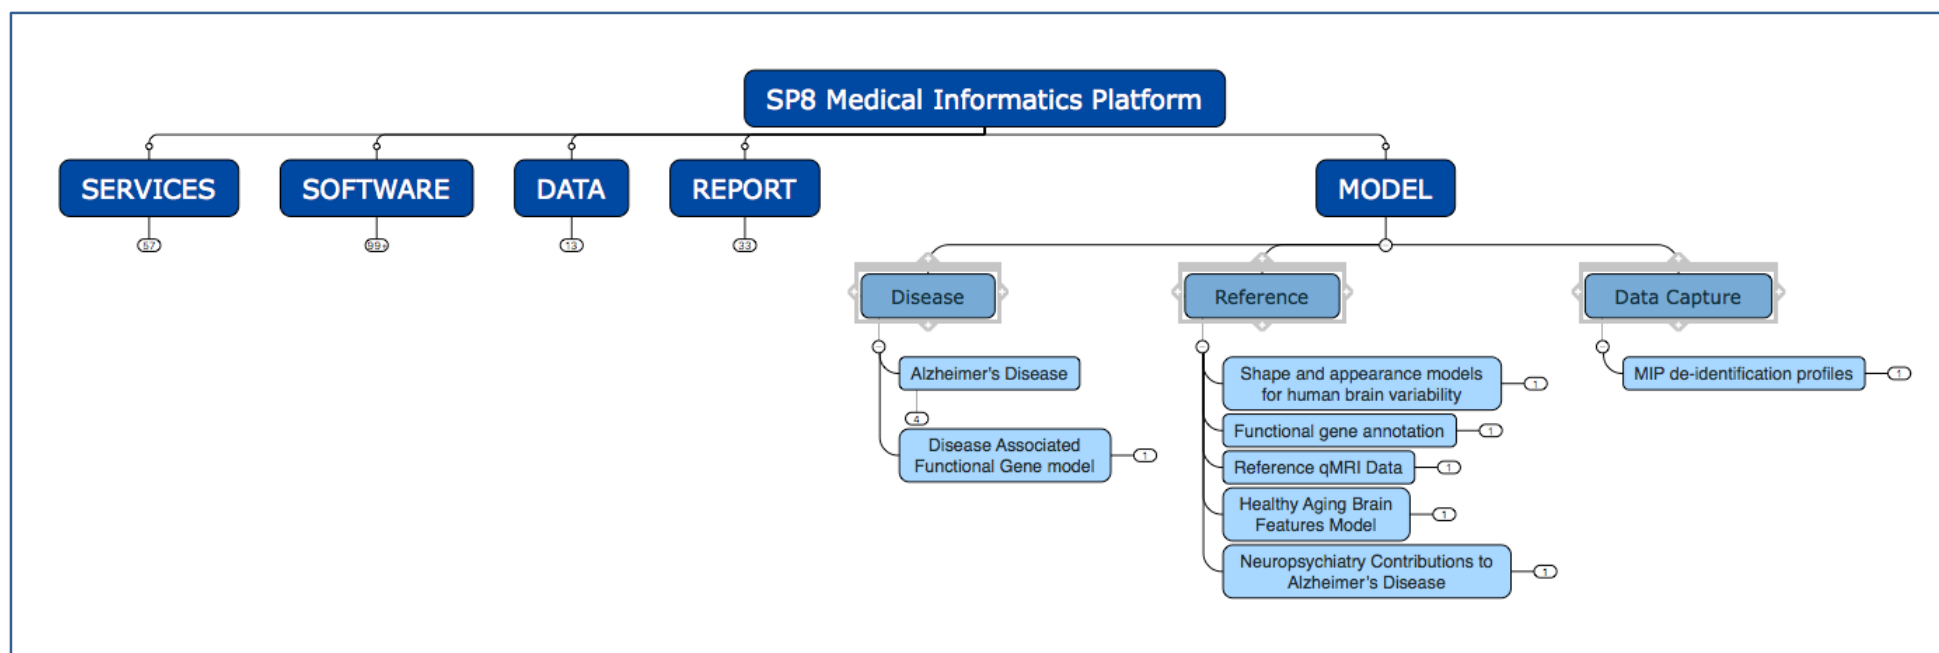 SP8 Medical Informatics Platform
SERVICES
SOFTWARE
DATA
REPORT
MODEL
57
99+
13
33
Disease
Reference
Data Capture
Alzheimer's Disease
4
Disease Associated
Functional Gene model
1
Shape and appearance models
for human brain variability
1
Functional gene annotation
1
Reference qMRI Data
1
Healthy Aging Brain
Features Model
1
Neuropsychiatry Contributions to
Alzheimer's Disease
1
MIP de-identification profiles
1